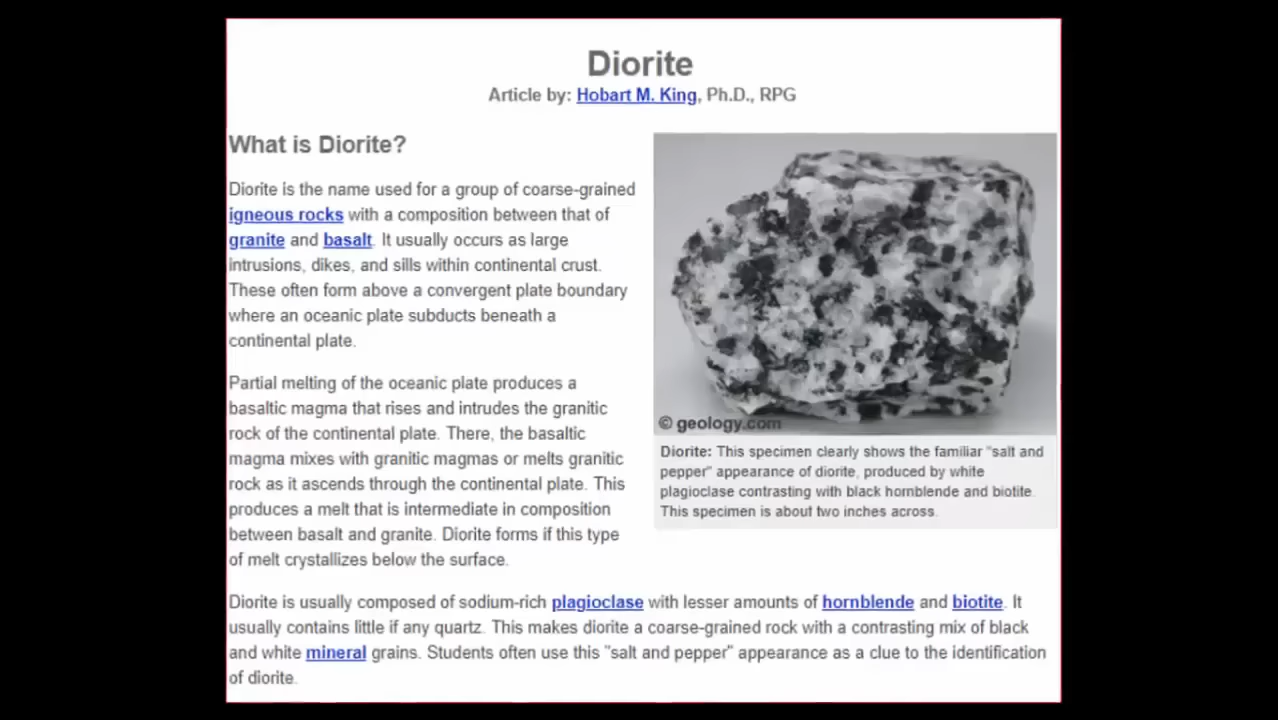 Diorite
Article by: Hobart M. King, Ph.D., RPG
What is Diorite?
Diorite is the name used for a group of coarse-grained
igneous rocks with a composition between that of
granite and basalt. It usually occurs as large
intrusions, dikes, and sills within continental crust.
These often form above a convergent plate boundary
where an oceanic plate subducts beneath a
continental plate.
Partial melting of the oceanic plate produces a
basaltic magma that rises and intrudes the granitic
rock of the continental plate. There, the basaltic
magma mixes with granitic magmas or melts granitic
rock as it ascends through the continental plate. This
produces a melt that is intermediate in composition
between basalt and granite. Diorite forms if this type
of melt crystallizes below the surface.
© geology.com
Diorite: This specimen clearly shows the familiar "salt and
pepper" appearance of diorite, produced by white
plagioclase contrasting with black hornblende and biotite.
This specimen is about two inches across.
Diorite is usually composed of sodium-rich plagioclase with lesser amounts of hornblende and biotite. It
usually contains little if any quartz. This makes diorite a coarse-grained rock with a contrasting mix of black
and white mineral grains. Students often use this "salt and pepper" appearance as a clue to the identification
of diorite.